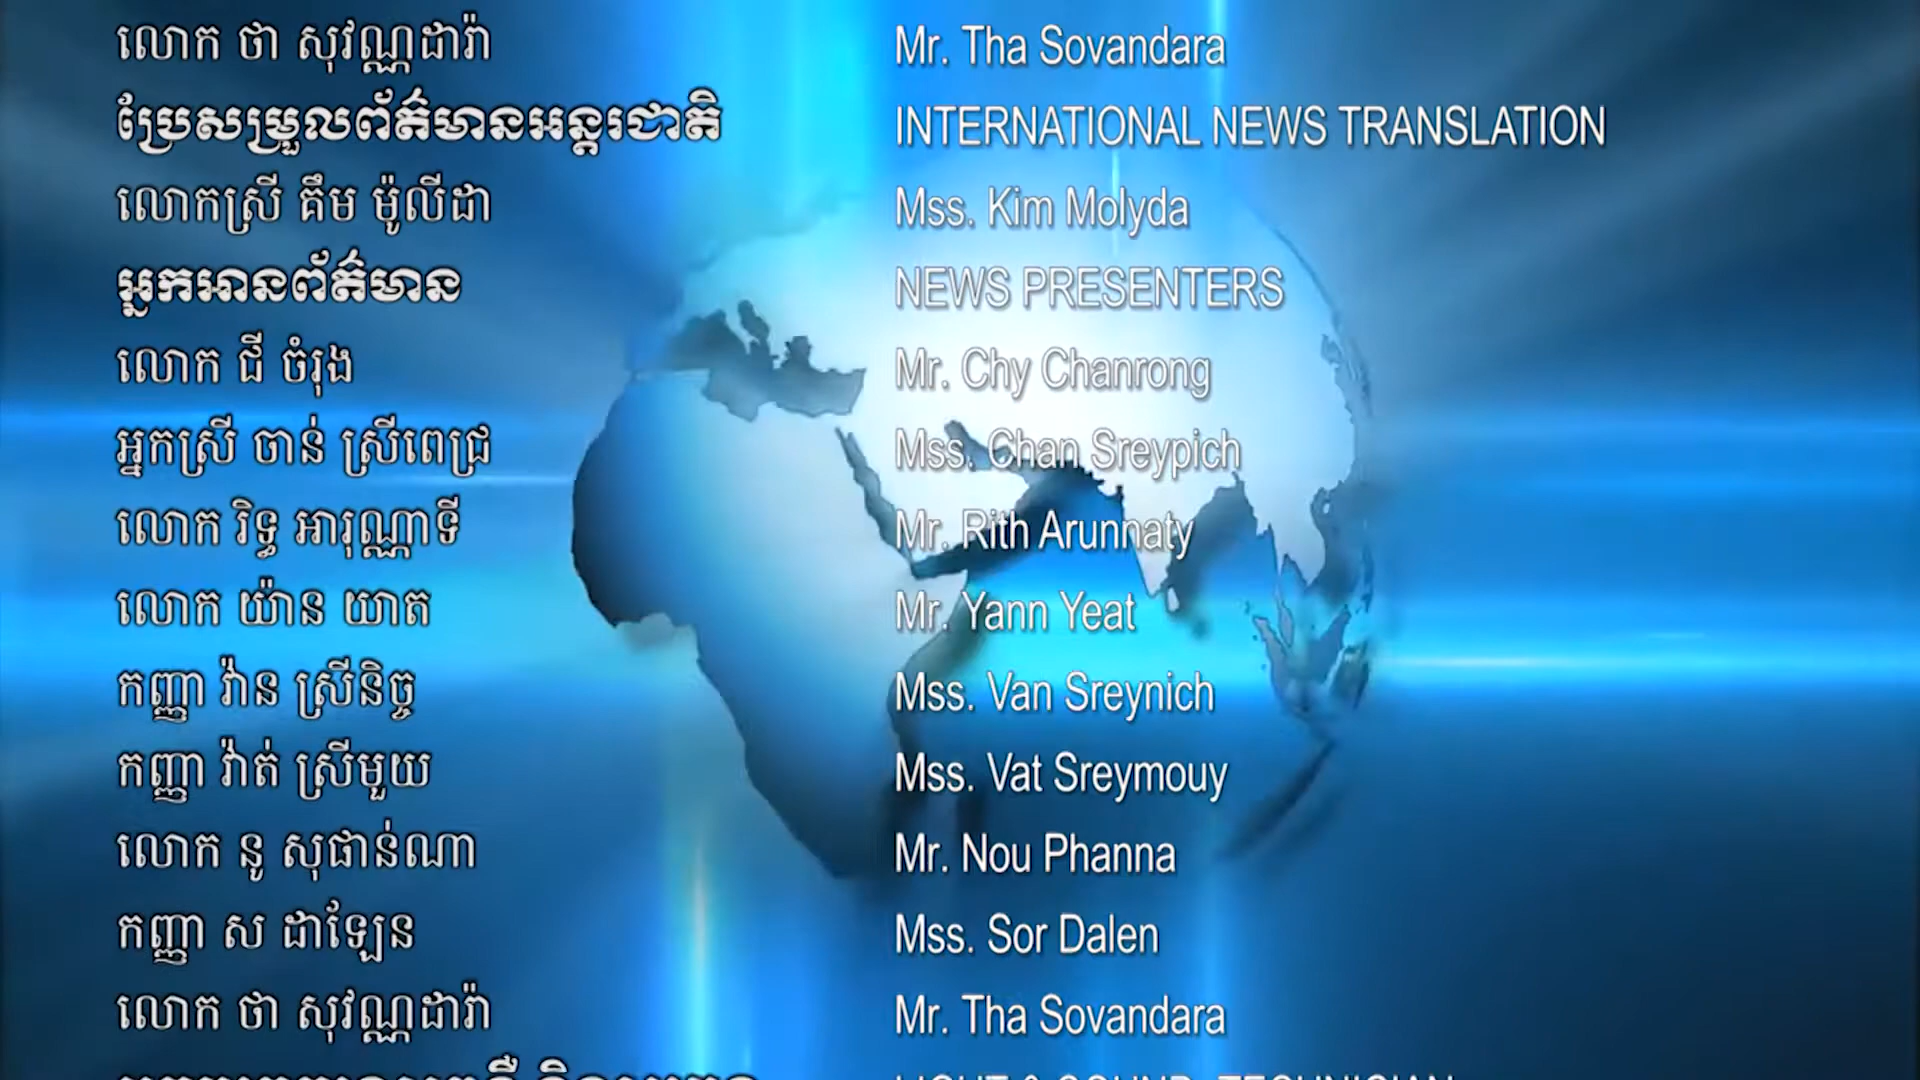 លោក ថា សុវណ្ណដារ៉ា Mr. Tha Sovandara
ប្រែសម្រួលព័ត៌មានអន្តរជាតិ INTERNATIONAL NEWS TRANSLATION
លោកស្រី គឹម ម៉ូលីដា Mss. Kim Molyda
អ្នកអានព័ត៌មាន NEWS PRESENTERS
លោក ជី ចំរុង Mr. Chy Chanrong
អ្នកស្រី ចាន់ ស្រីពេជ្រ Mss. Chan Sreypich
លោក រិទ្ធ អារុណ្ណាទី Mr. Rith Arunnaty
លោក យ៉ាន យាត Mr. Yann Yeat
កញ្ញា វ៉ាន ស្រីនិច្ច Mss. Van Sreynich
កញ្ញា វ៉ាត់ ស្រីមួយ Mss. Vat Sreymouy
លោក នូ សុផាន់ណា Mr. Nou Phanna
កញ្ញា ស ដាឡែន Mss. Sor Dalen
លោក ថា សុវណ្ណដារ៉ា Mr. Tha Sovandara
LIGHT & SOUND TECHNICIAN